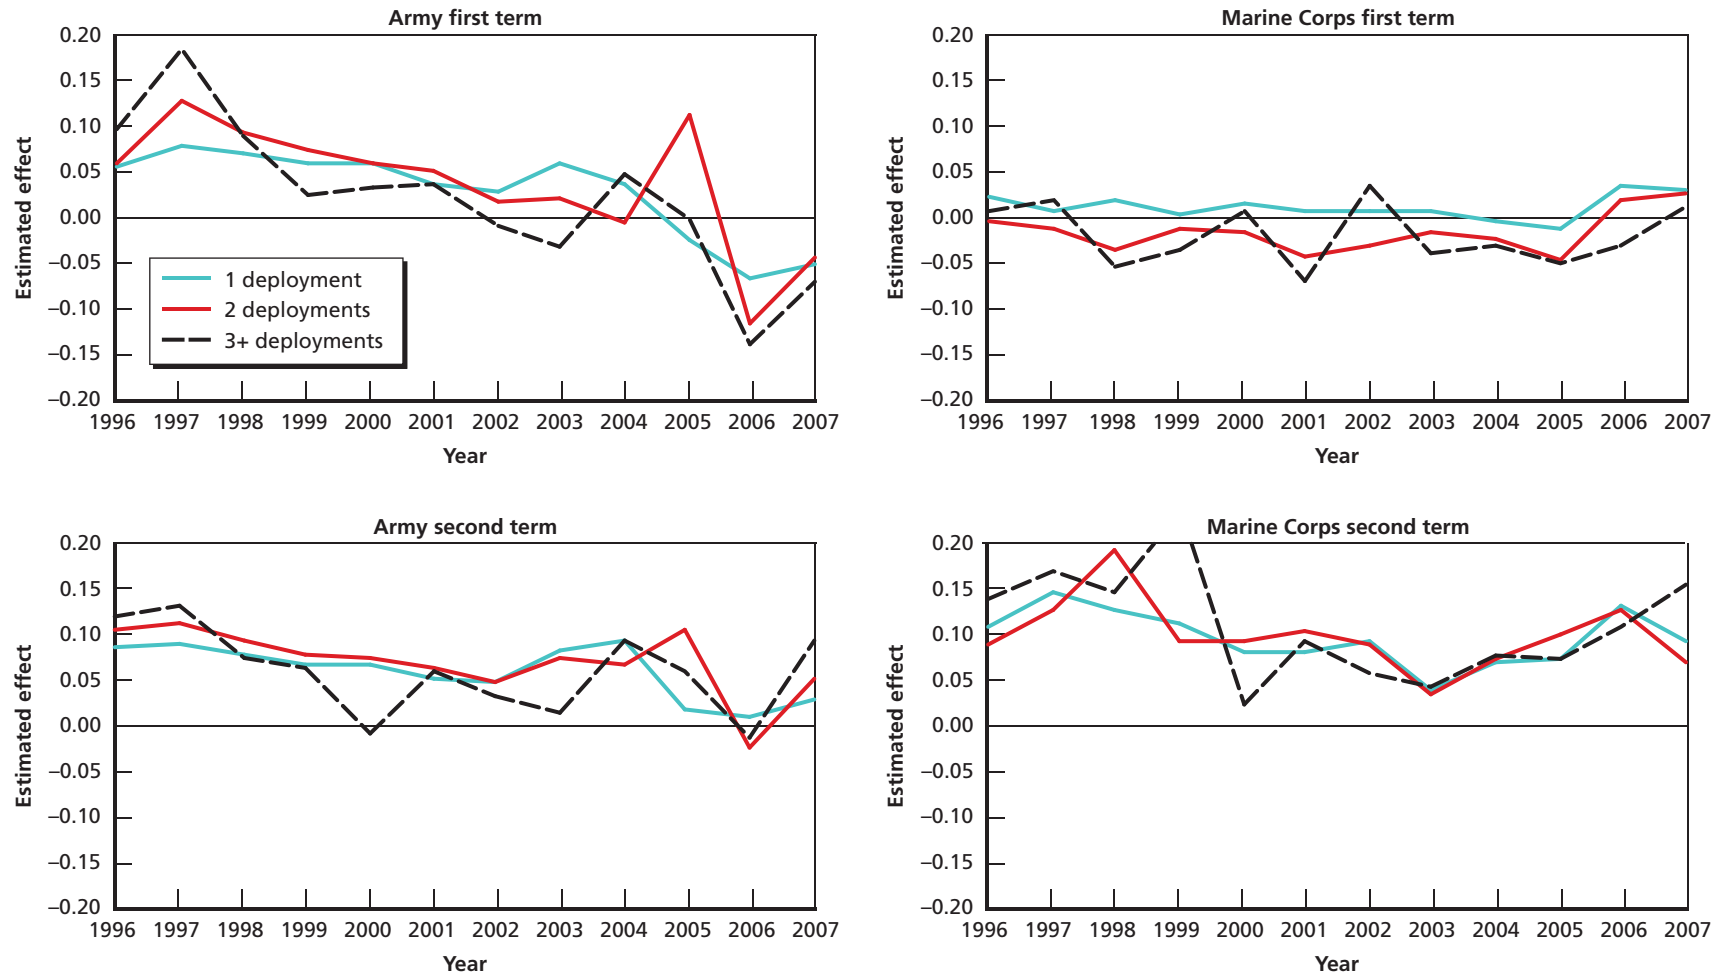 Army first term
0.20
0.15
0.10
0.05
0.00
−0.05
−0.10
−0.15
−0.20
Estimated effect
1 deployment
2 deployments
3+ deployments
1996 1997 1998 1999 2000 2001 2002 2003 2004 2005 2006 2007
Year
Marine Corps first term
0.20
0.15
0.10
0.05
0.00
−0.05
−0.10
−0.15
−0.20
Estimated effect
1996 1997 1998 1999 2000 2001 2002 2003 2004 2005 2006 2007
Year
Army second term
0.20
0.15
0.10
0.05
0.00
−0.05
−0.10
−0.15
−0.20
Estimated effect
1996 1997 1998 1999 2000 2001 2002 2003 2004 2005 2006 2007
Year
Marine Corps second term
0.20
0.15
0.10
0.05
0.00
−0.05
−0.10
−0.15
−0.20
Estimated effect
1996 1997 1998 1999 2000 2001 2002 2003 2004 2005 2006 2007
Year